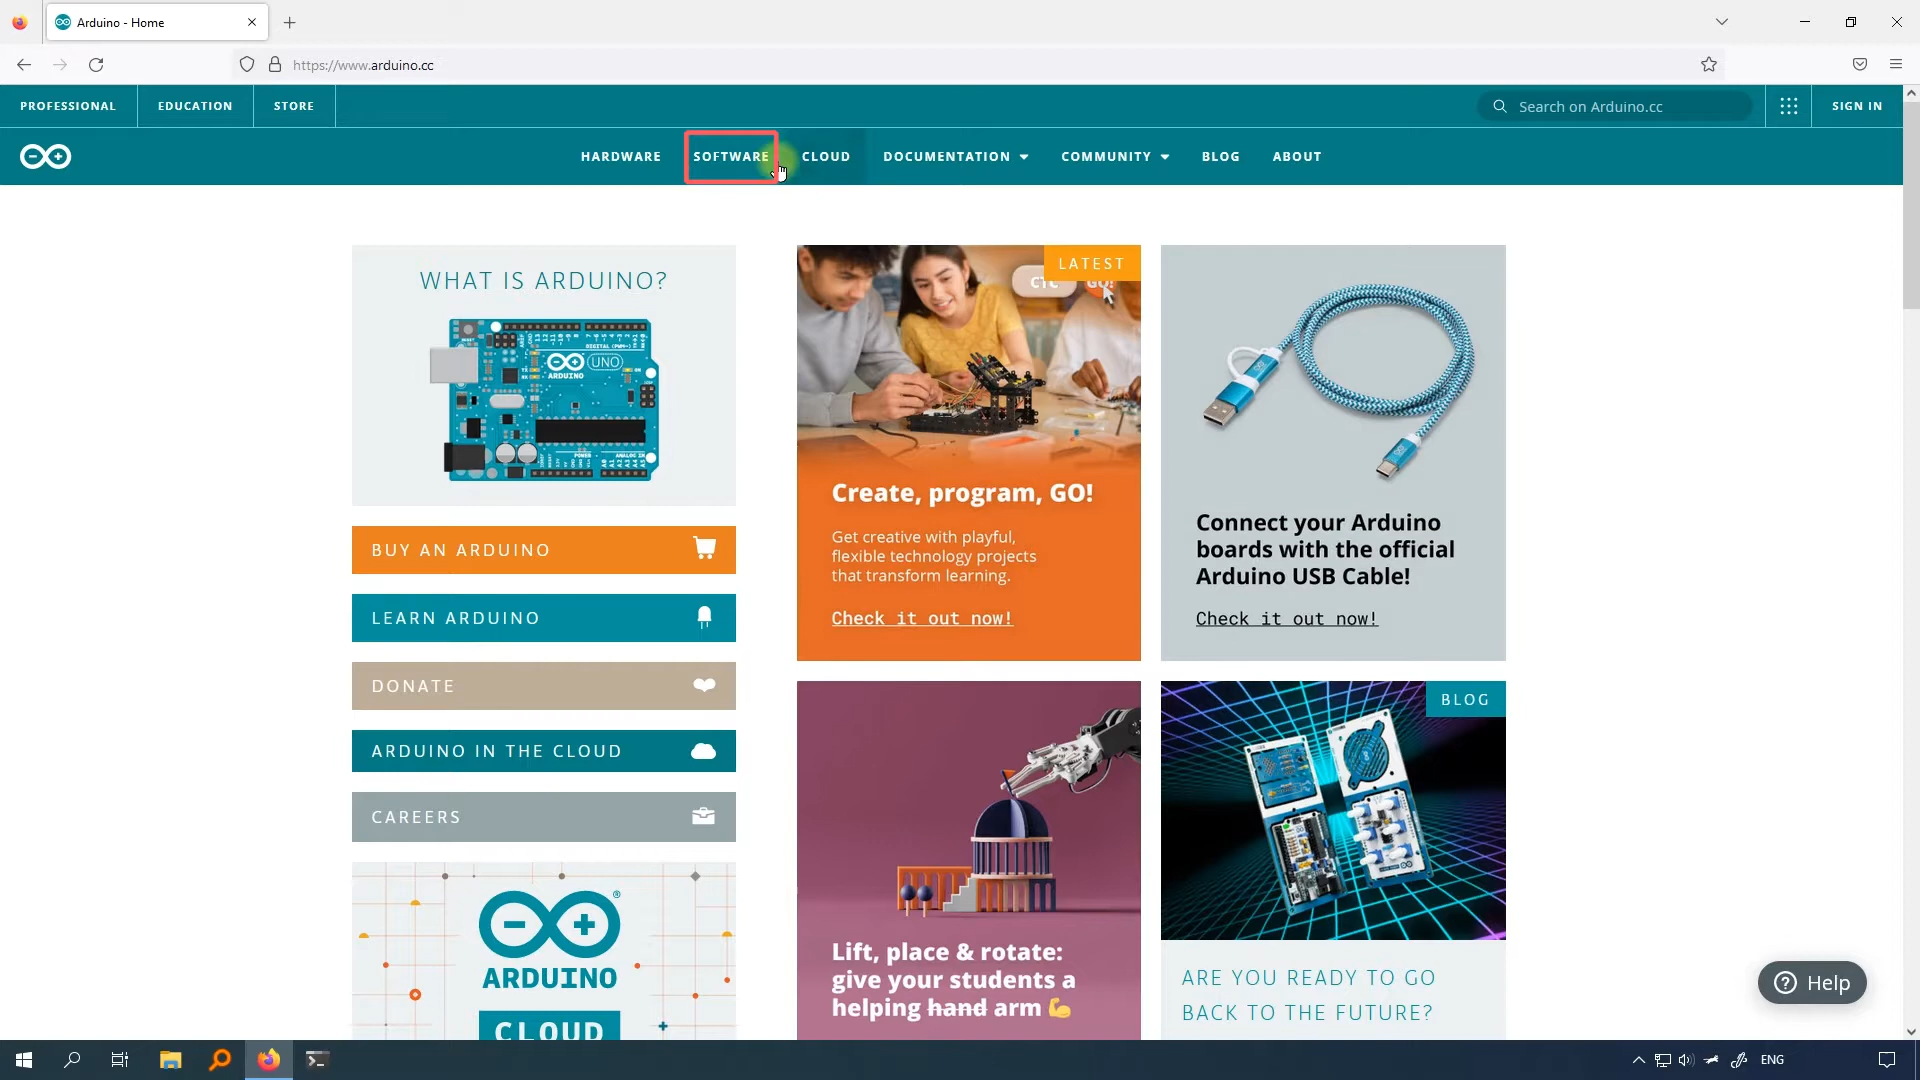 Arduino - Home
https://www.arduino.cc
PROFESSIONAL
EDUCATION
STORE
Search on Arduino.cc
SIGN IN
HARDWARE
SOFTWARE
CLOUD
DOCUMENTATION
COMMUNITY
BLOG
ABOUT
WHAT IS ARDUINO?
UNO
ARDUINO
BUY AN ARDUINO
LEARN ARDUINO
DONATE
ARDUINO IN THE CLOUD
CAREERS
ARDUINO
CLOUD
LATEST
CTC GO!
Create, program, GO!
Get creative with playful,
flexible technology projects
that transform learning.
Check it out now!
Connect your Arduino
boards with the official
Arduino USB Cable!
Check it out now!
Lift, place & rotate:
give your students a
helping hand arm 💪
BLOG
ARE YOU READY TO GO
BACK TO THE FUTURE?
Help
ENG